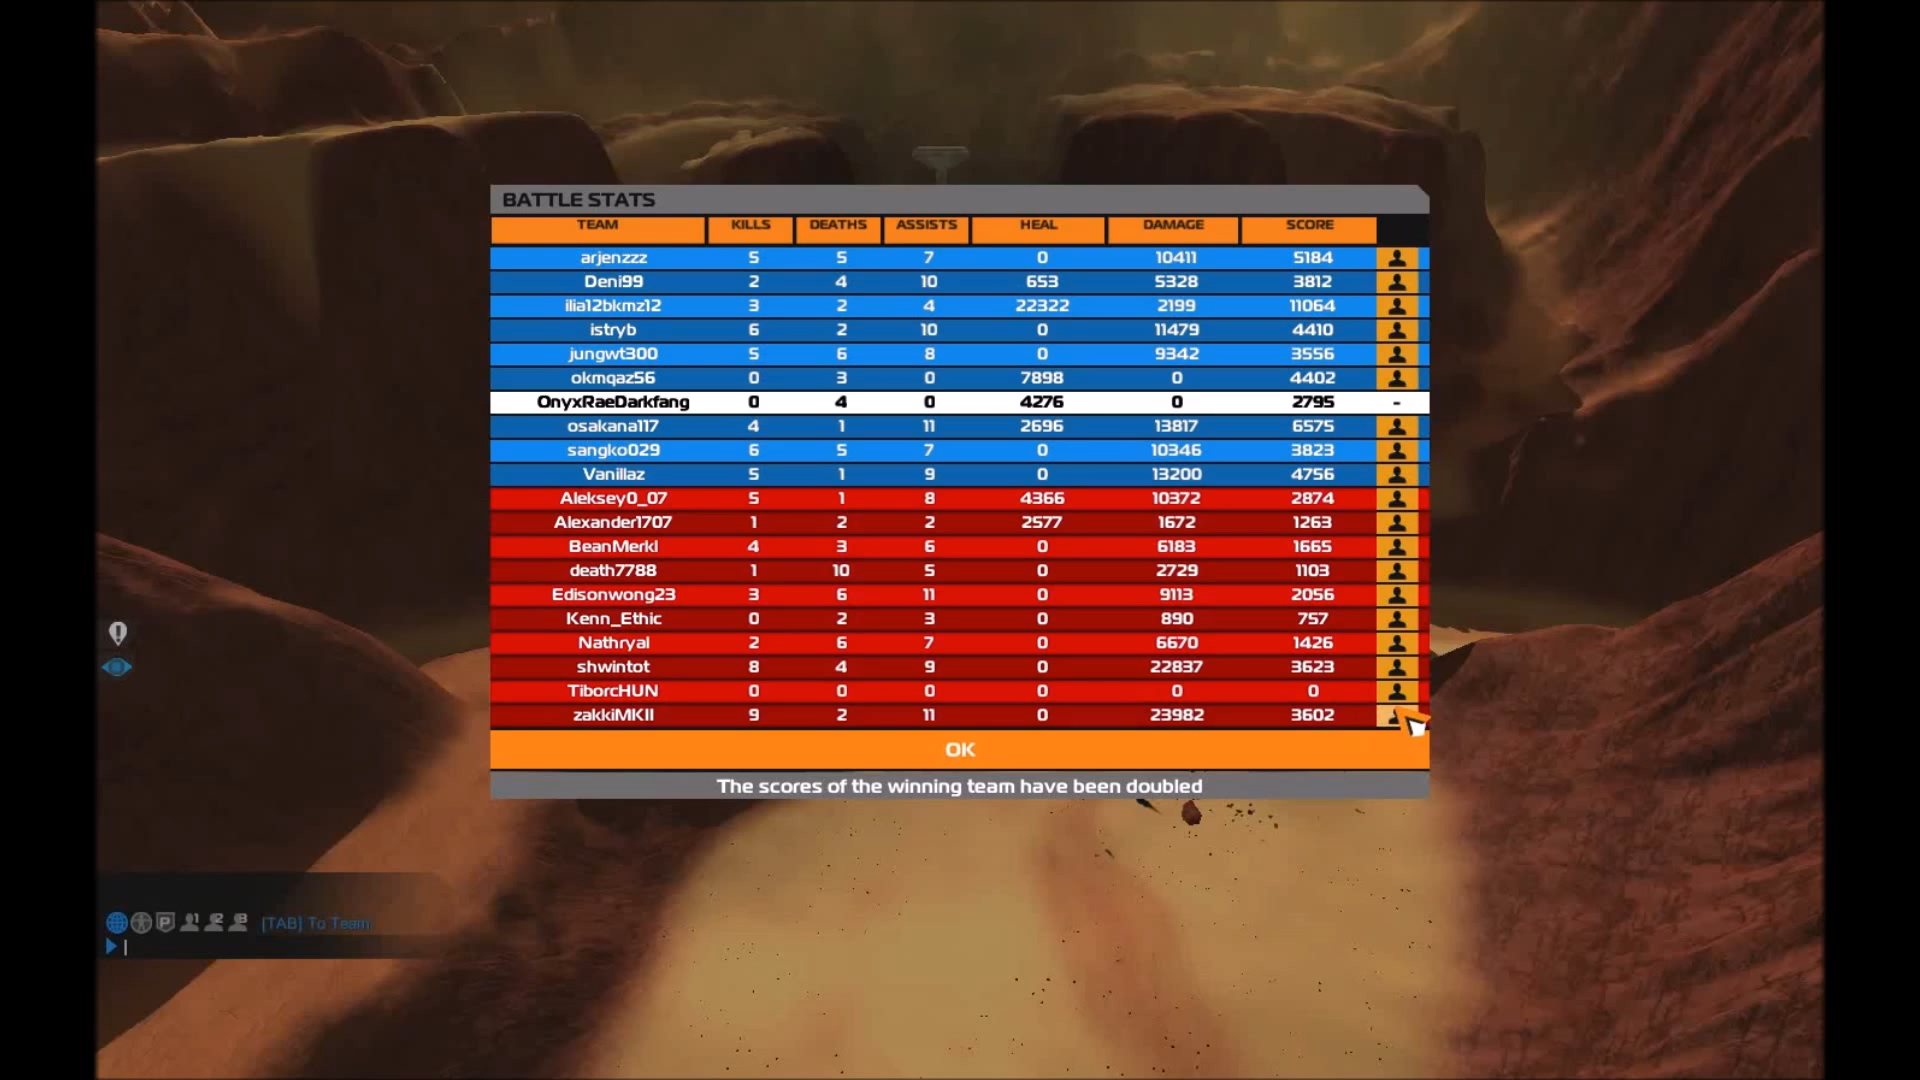 BATTLE STATS
TEAM KILLS DEATHS ASSISTS HEAL DAMAGE SCORE
arjenzzz 5 5 7 0 10411 5184
Deni99 2 4 10 653 5328 3812
ilia12bkmz12 3 2 4 22322 2199 11064
istryb 6 2 10 0 11479 4410
jungwt300 5 6 8 0 9342 3556
okmqaz56 0 3 0 7898 0 4402
OnyxRaeDarkfang 0 4 0 4276 0 2795 -
osakana117 4 1 11 2696 13817 6575
sangko029 6 5 7 0 10346 3823
Vanillaz 5 1 9 0 13200 4756
Aleksey0_07 5 1 8 4366 10372 2874
Alexander1707 1 2 2 2577 1672 1263
BeanMerkl 4 3 6 0 6183 1665
death7788 1 10 5 0 2729 1103
Edisonwong23 3 6 11 0 9113 2056
Kenn_Ethic 0 2 3 0 890 757
Nathryal 2 6 7 0 6670 1426
shwintot 8 4 9 0 22837 3623
TiborcHUN 0 0 0 0 0 0
zakkiMKII 9 2 11 0 23982 3602
OK
The scores of the winning team have been doubled
P 1 2 3 [TAB] To Team